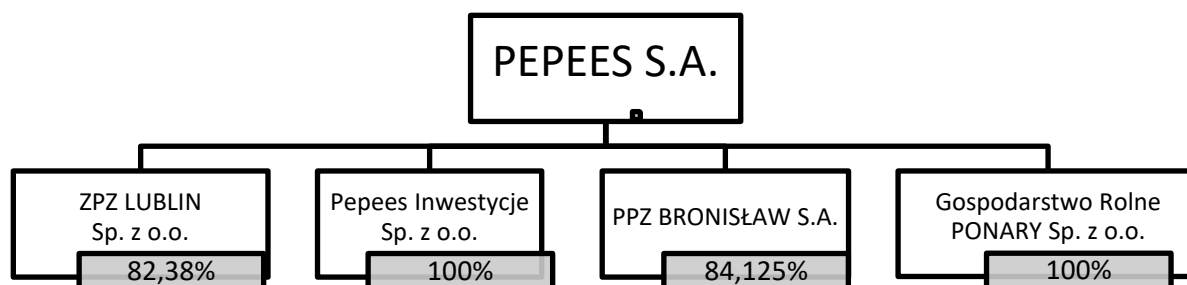 PEPEES S.A.
ZPZ LUBLIN
Sp. z o.o.
82,38%
Pepees Inwestycje
Sp. z o.o.
100%
PPZ BRONISŁAW S.A.
84,125%
Gospodarstwo Rolne
PONARY Sp. z o.o.
100%